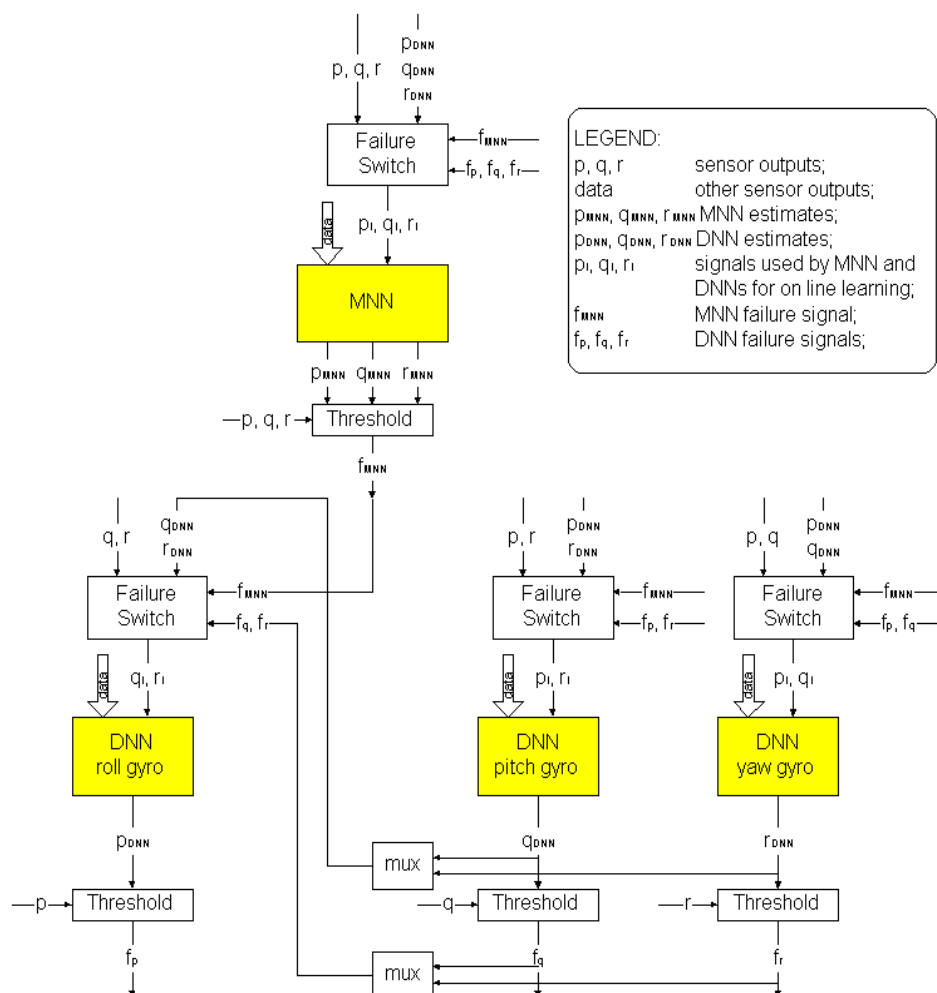 p, q, r
pDNN
qDNN
rDNN
Failure
Switch
fMNN
fp, fq, fr
data
pI, qI, rI
MNN
pMNN qMNN rMNN
p, q, r
Threshold
fMNN
LEGEND:
p, q, r sensor outputs;
data other sensor outputs;
pMNN, qMNN, rMNN MNN estimates;
pDNN, qDNN, rDNN DNN estimates;
pI, qI, rI signals used by MNN and
DNNs for on line learning;
fMNN MNN failure signal;
fp, fq, fr DNN failure signals;
q, r
qDNN
rDNN
Failure
Switch
fMNN
fq, fr
data
qI, rI
DNN
roll gyro
pDNN
p
Threshold
fp
p, r
pDNN
rDNN
Failure
Switch
fMNN
fp, fr
data
pI, rI
DNN
pitch gyro
qDNN
mux
q
Threshold
fq
mux
p, q
pDNN
qDNN
Failure
Switch
fMNN
fp, fq
data
pI, qI
DNN
yaw gyro
rDNN
r
Threshold
fr